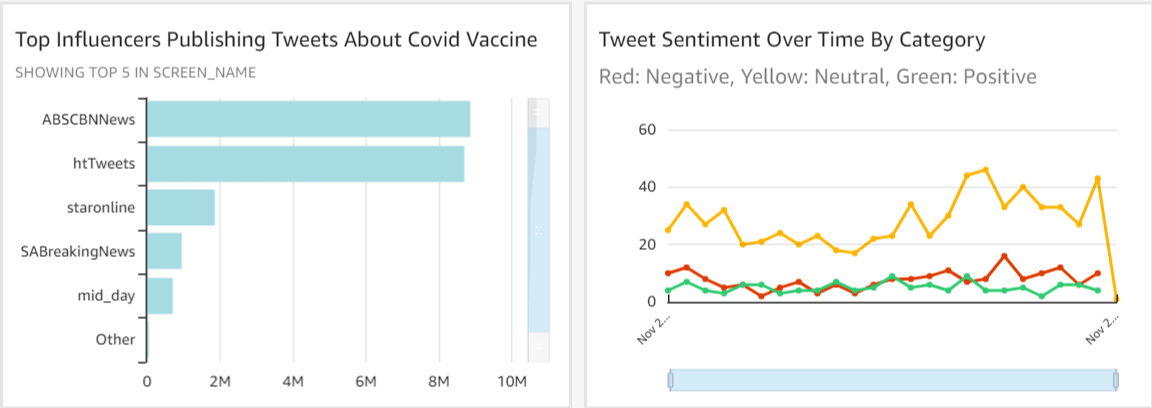 Top Influencers Publishing Tweets About Covid Vaccine
SHOWING TOP 5 IN SCREEN_NAME
ABSCBNNews
htTweets
staronline
SABreakingNews
mid_day
Other
0 2M 4M 6M 8M 10M
Tweet Sentiment Over Time By Category
Red: Negative, Yellow: Neutral, Green: Positive
60
40
20
0
Nov 2... Nov 2...